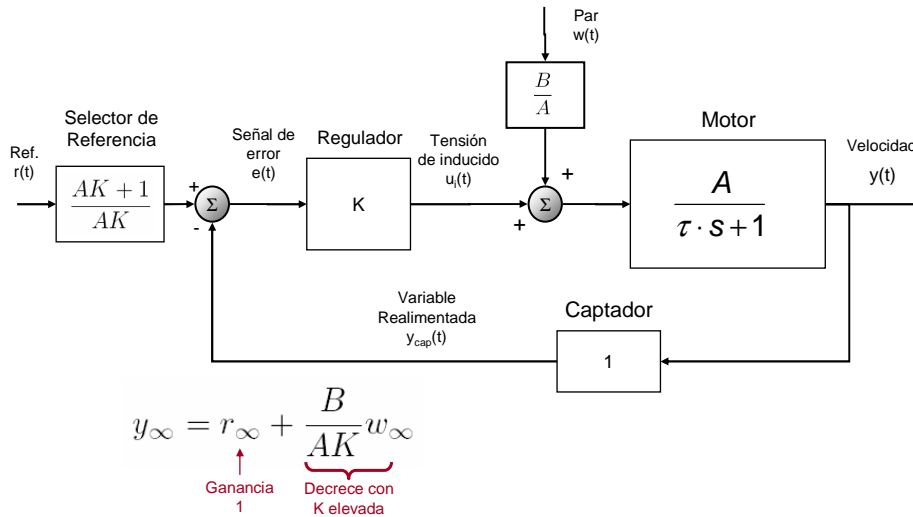 Par
w(t)
B/A
Selector de
Referencia
Ref.
r(t)
AK + 1
AK
+
-
Σ
Señal de
error
e(t)
Regulador
K
Tensión
de inducido
u_i(t)
+
+
Σ
Motor
A
τ · s + 1
Velocidad
y(t)
Variable
Realimentada
y_cap(t)
Captador
1
y_∞ = r_∞ + B/AK w_∞
Ganancia
1
Decrece con
K elevada